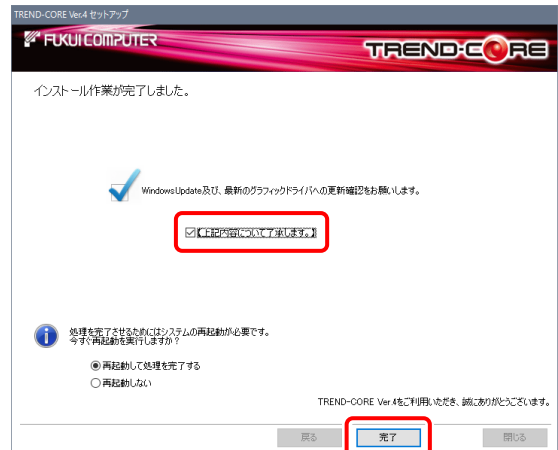 TREND-CORE Ver.4 セットアップ
FUKUI COMPUTER
TREND-CORE
インストール作業が完了しました。
Windows Update及び、最新のグラフィックドライバへの更新確認をお願いします。
【上記内容について了承します。】
処理を完了させるためにはシステムの再起動が必要です。
今すぐ再起動を実行しますか？
再起動して処理を完了する
再起動しない
TREND-CORE Ver.4をご利用いただき、誠にありがとうございます。
戻る 完了 閉じる